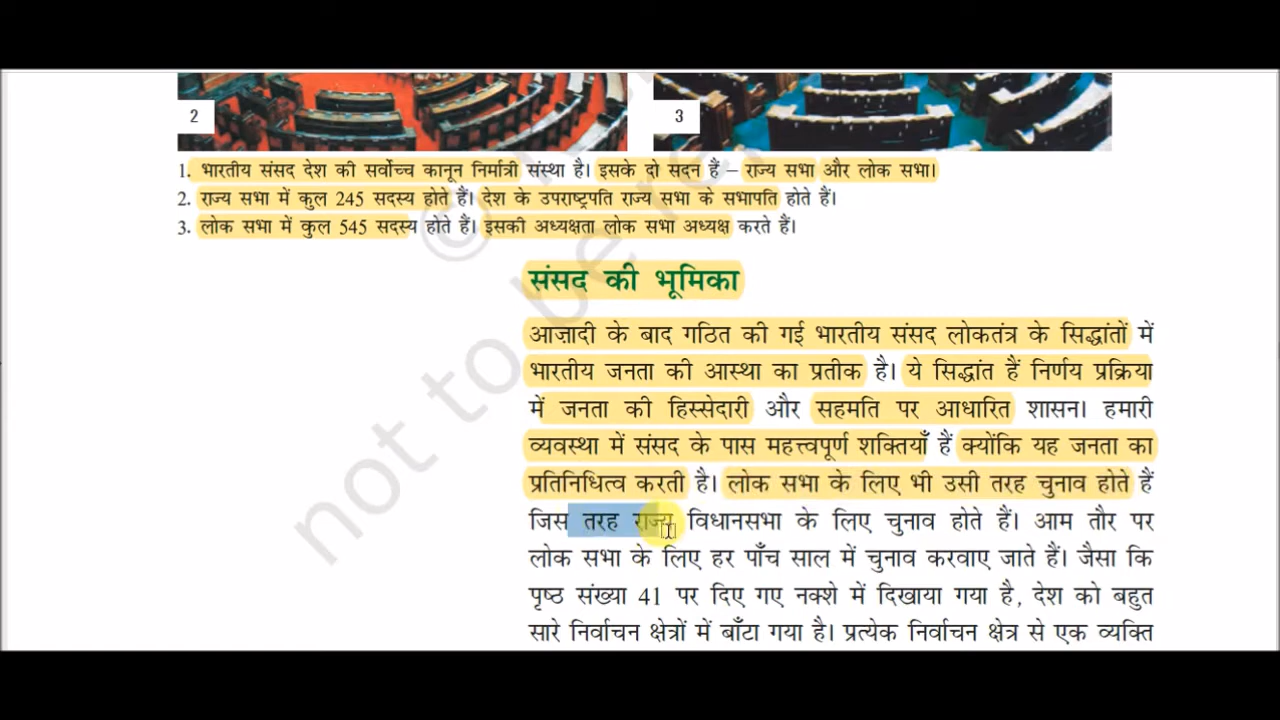 2
3
1. भारतीय संसद देश की सर्वोच्च कानून निर्मात्री संस्था है। इसके दो सदन हैं – राज्य सभा और लोक सभा।
2. राज्य सभा में कुल 245 सदस्य होते हैं। देश के उपराष्ट्रपति राज्य सभा के सभापति होते हैं।
3. लोक सभा में कुल 545 सदस्य होते हैं। इसकी अध्यक्षता लोक सभा अध्यक्ष करते हैं।
संसद की भूमिका
आज़ादी के बाद गठित की गई भारतीय संसद लोकतंत्र के सिद्धांतों में
भारतीय जनता की आस्था का प्रतीक है। ये सिद्धांत हैं निर्णय प्रक्रिया
में जनता की हिस्सेदारी और सहमति पर आधारित शासन। हमारी
व्यवस्था में संसद के पास महत्त्वपूर्ण शक्तियाँ हैं क्योंकि यह जनता का
प्रतिनिधित्व करती है। लोक सभा के लिए भी उसी तरह चुनाव होते हैं
जिस तरह राज्य विधानसभा के लिए चुनाव होते हैं। आम तौर पर
लोक सभा के लिए हर पाँच साल में चुनाव करवाए जाते हैं। जैसा कि
पृष्ठ संख्या 41 पर दिए गए नक्शे में दिखाया गया है, देश को बहुत
सारे निर्वाचन क्षेत्रों में बाँटा गया है। प्रत्येक निर्वाचन क्षेत्र से एक व्यक्ति
©
not to be re